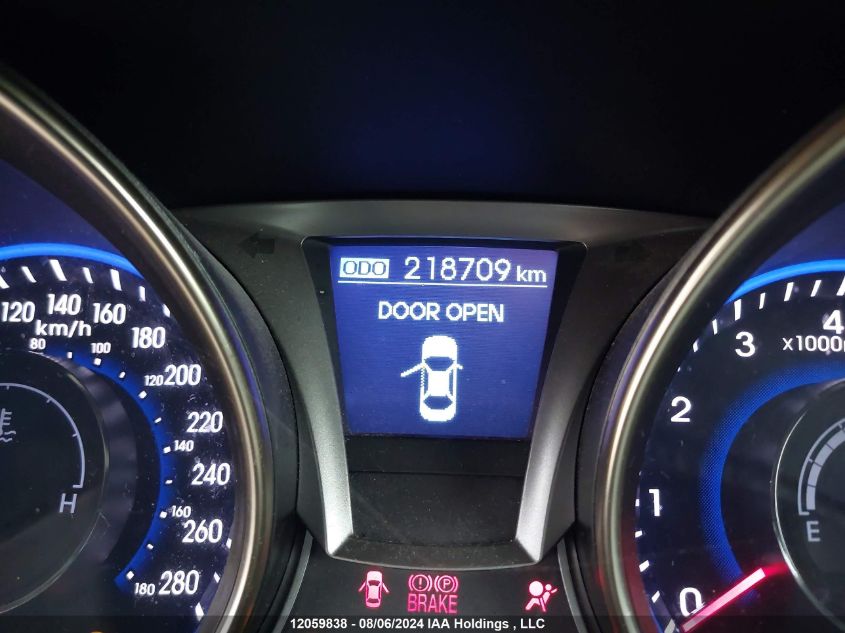 ODO 218709 km
DOOR OPEN
120 140 160 180 200 220 240 260 280
km/h
80 100 120 140 160 180
H
0 1 2 3 4
x1000
E
BRAKE
12059838 - 08/06/2024 IAA Holdings , LLC